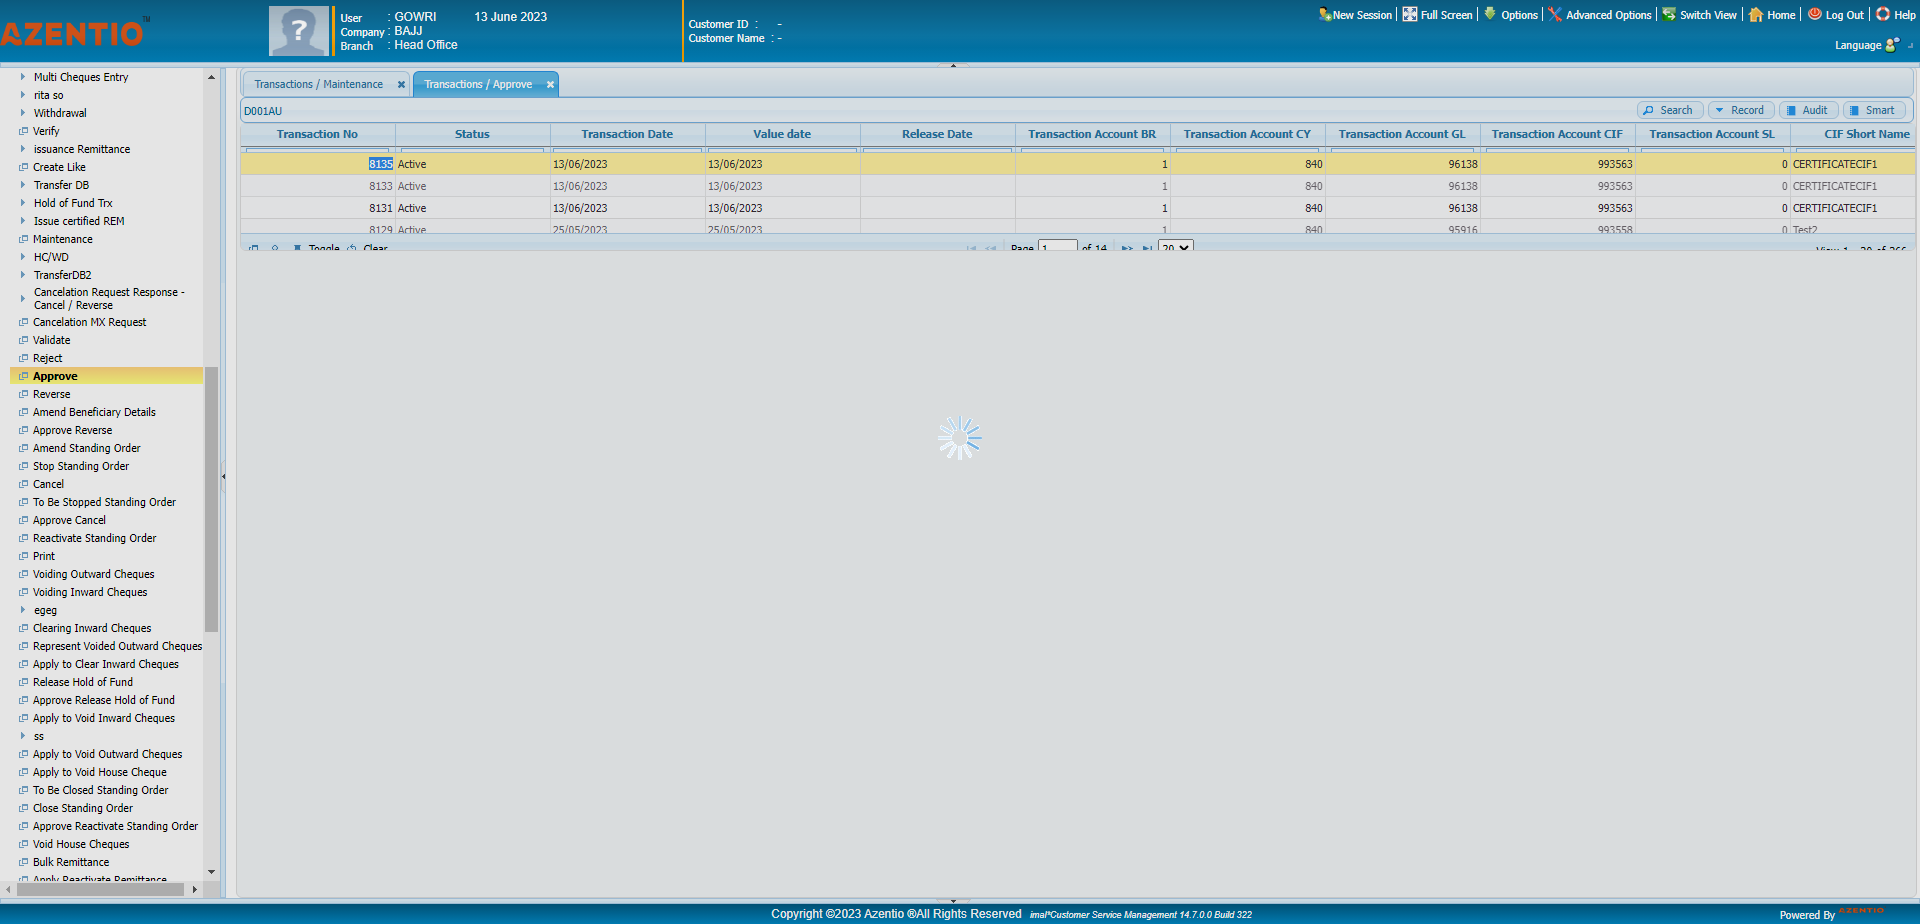 AZENTIO TM
User : GOWRI 13 June 2023
Company : BAJJ
Branch : Head Office
Customer ID : -
Customer Name : -
New Session Full Screen Options Advanced Options Switch View Home Log Out Help
Language
Multi Cheques Entry
rita so
Withdrawal
Verify
issuance Remittance
Create Like
Transfer DB
Hold of Fund Trx
Issue certified REM
Maintenance
HC/WD
TransferDB2
Cancelation Request Response -
Cancel / Reverse
Cancelation MX Request
Validate
Reject
Approve
Reverse
Amend Beneficiary Details
Approve Reverse
Amend Standing Order
Stop Standing Order
Cancel
To Be Stopped Standing Order
Approve Cancel
Reactivate Standing Order
Print
Voiding Outward Cheques
Voiding Inward Cheques
egeg
Clearing Inward Cheques
Represent Voided Outward Cheques
Apply to Clear Inward Cheques
Release Hold of Fund
Approve Release Hold of Fund
Apply to Void Inward Cheques
ss
Apply to Void Outward Cheques
Apply to Void House Cheque
To Be Closed Standing Order
Close Standing Order
Approve Reactivate Standing Order
Void House Cheques
Bulk Remittance
Apply Reactivate Remittance
Transactions / Maintenance Transactions / Approve
D001AU Search Record Audit Smart
Transaction No Status Transaction Date Value date Release Date Transaction Account BR Transaction Account CY Transaction Account GL Transaction Account CIF Transaction Account SL CIF Short Name
8135 Active 13/06/2023 13/06/2023 1 840 96138 993563 0 CERTIFICATECIF1
8133 Active 13/06/2023 13/06/2023 1 840 96138 993563 0 CERTIFICATECIF1
8131 Active 13/06/2023 13/06/2023 1 840 96138 993563 0 CERTIFICATECIF1
8129 Active 25/05/2023 25/05/2023 1 840 95916 993558 0 Test2
Toggle Clear Page 1 of 14 20 View 1 - 20 of 266
Copyright ©2023 Azentio ®All Rights Reserved imal*Customer Service Management 14.7.0.0 Build 322
Powered By AZENTIO